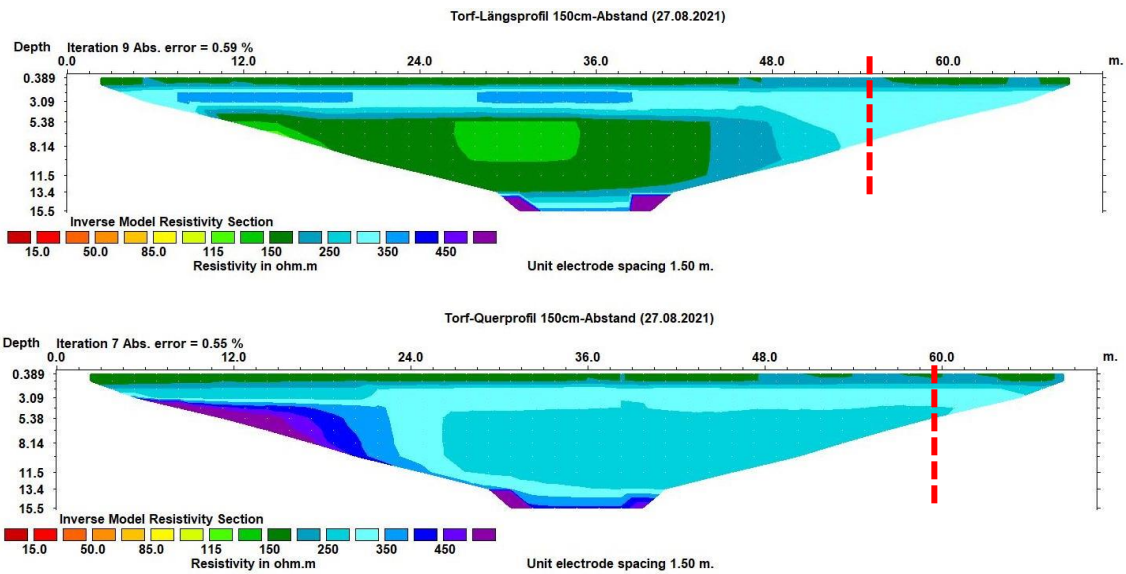 Torf-Längsprofil 150cm-Abstand (27.08.2021)
Depth Iteration 9 Abs. error = 0.59 %
0.0 12.0 24.0 36.0 48.0 60.0 m.
0.389
3.09
5.38
8.14
11.5
13.4
15.5
Inverse Model Resistivity Section
15.0 50.0 85.0 115 150 250 350 450
Resistivity in ohm.m Unit electrode spacing 1.50 m.
Torf-Querprofil 150cm-Abstand (27.08.2021)
Depth Iteration 7 Abs. error = 0.55 %
0.0 12.0 24.0 36.0 48.0 60.0 m.
0.389
3.09
5.38
8.14
11.5
13.4
15.5
Inverse Model Resistivity Section
15.0 50.0 85.0 115 150 250 350 450
Resistivity in ohm.m Unit electrode spacing 1.50 m.